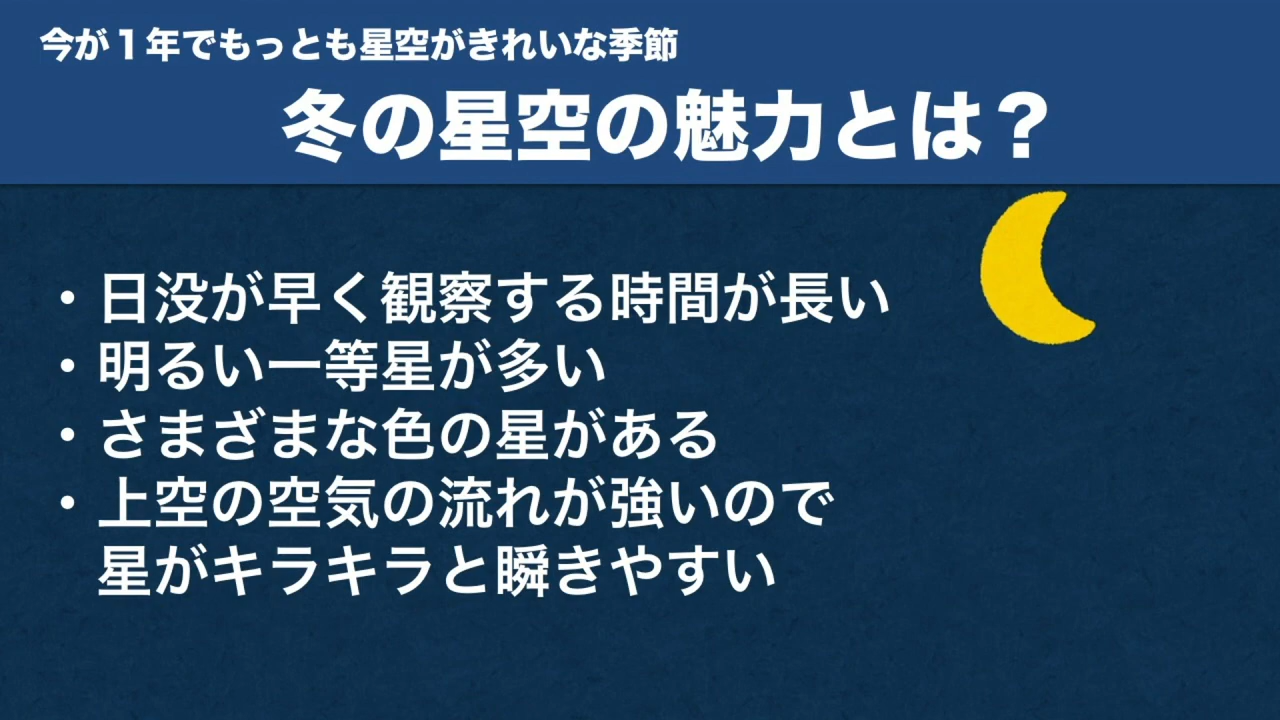 今が１年でもっとも星空がきれいな季節
冬の星空の魅力とは？
・日没が早く観察する時間が長い
・明るい一等星が多い
・さまざまな色の星がある
・上空の空気の流れが強いので
星がキラキラと瞬きやすい